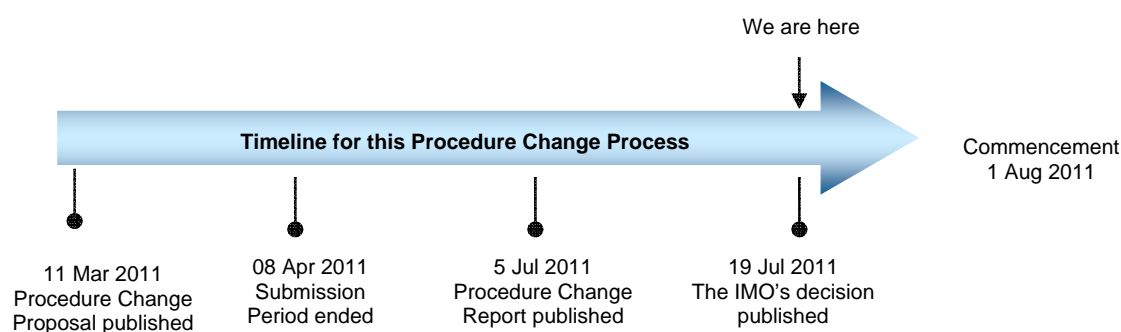 We are here
Timeline for this Procedure Change Process
Commencement
1 Aug 2011
11 Mar 2011
Procedure Change
Proposal published
08 Apr 2011
Submission
Period ended
5 Jul 2011
Procedure Change
Report published
19 Jul 2011
The IMO's decision
published